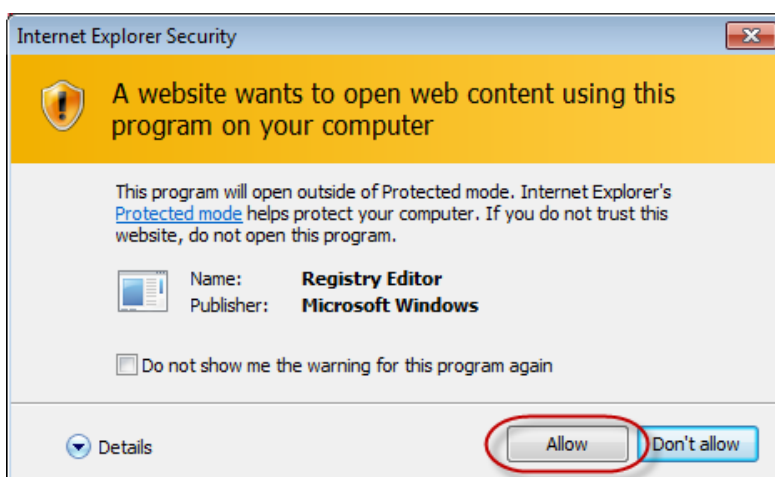 Internet Explorer Security
A website wants to open web content using this
program on your computer
This program will open outside of Protected mode. Internet Explorer's
Protected mode helps protect your computer. If you do not trust this
website, do not open this program.
Name: Registry Editor
Publisher: Microsoft Windows
Do not show me the warning for this program again
Details Allow Don't allow